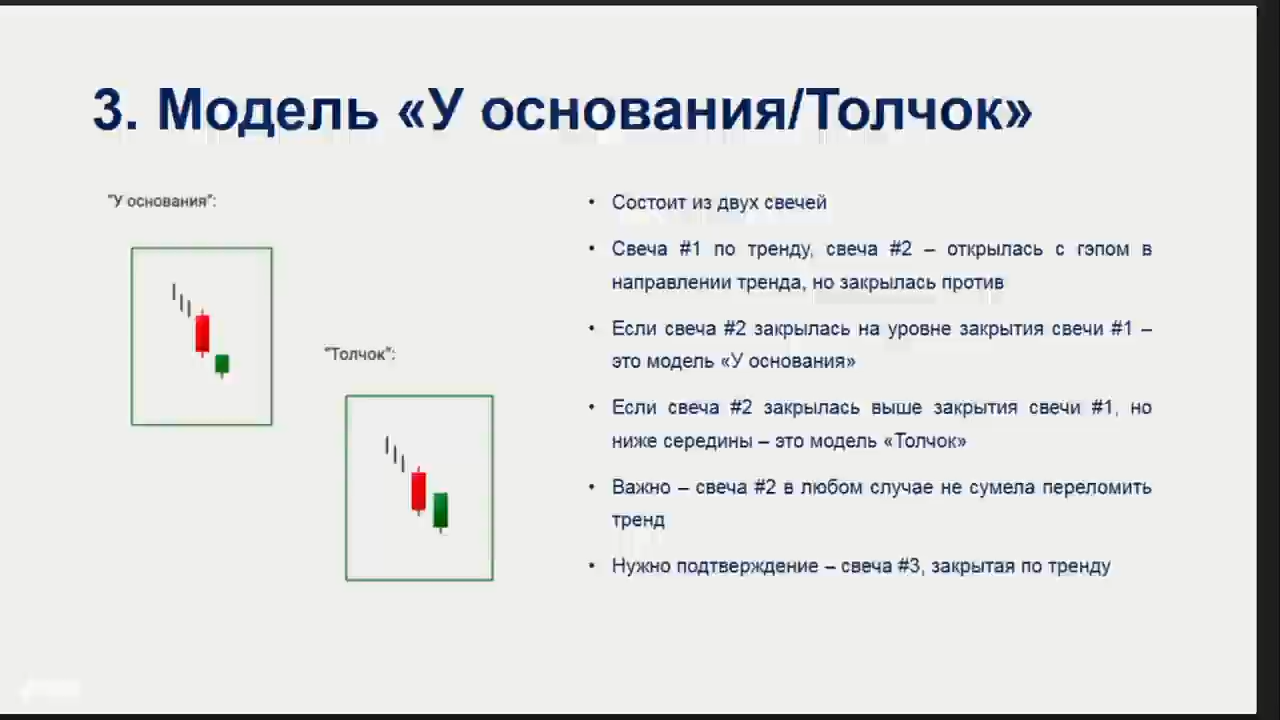 3. Модель «У основания/Толчок»
"У основания":
"Толчок":
• Состоит из двух свечей
• Свеча #1 по тренду, свеча #2 – открылась с гэпом в
направлении тренда, но закрылась против
• Если свеча #2 закрылась на уровне закрытия свечи #1 –
это модель «У основания»
• Если свеча #2 закрылась выше закрытия свечи #1, но
ниже середины – это модель «Толчок»
• Важно – свеча #2 в любом случае не сумела переломить
тренд
• Нужно подтверждение – свеча #3, закрытая по тренду